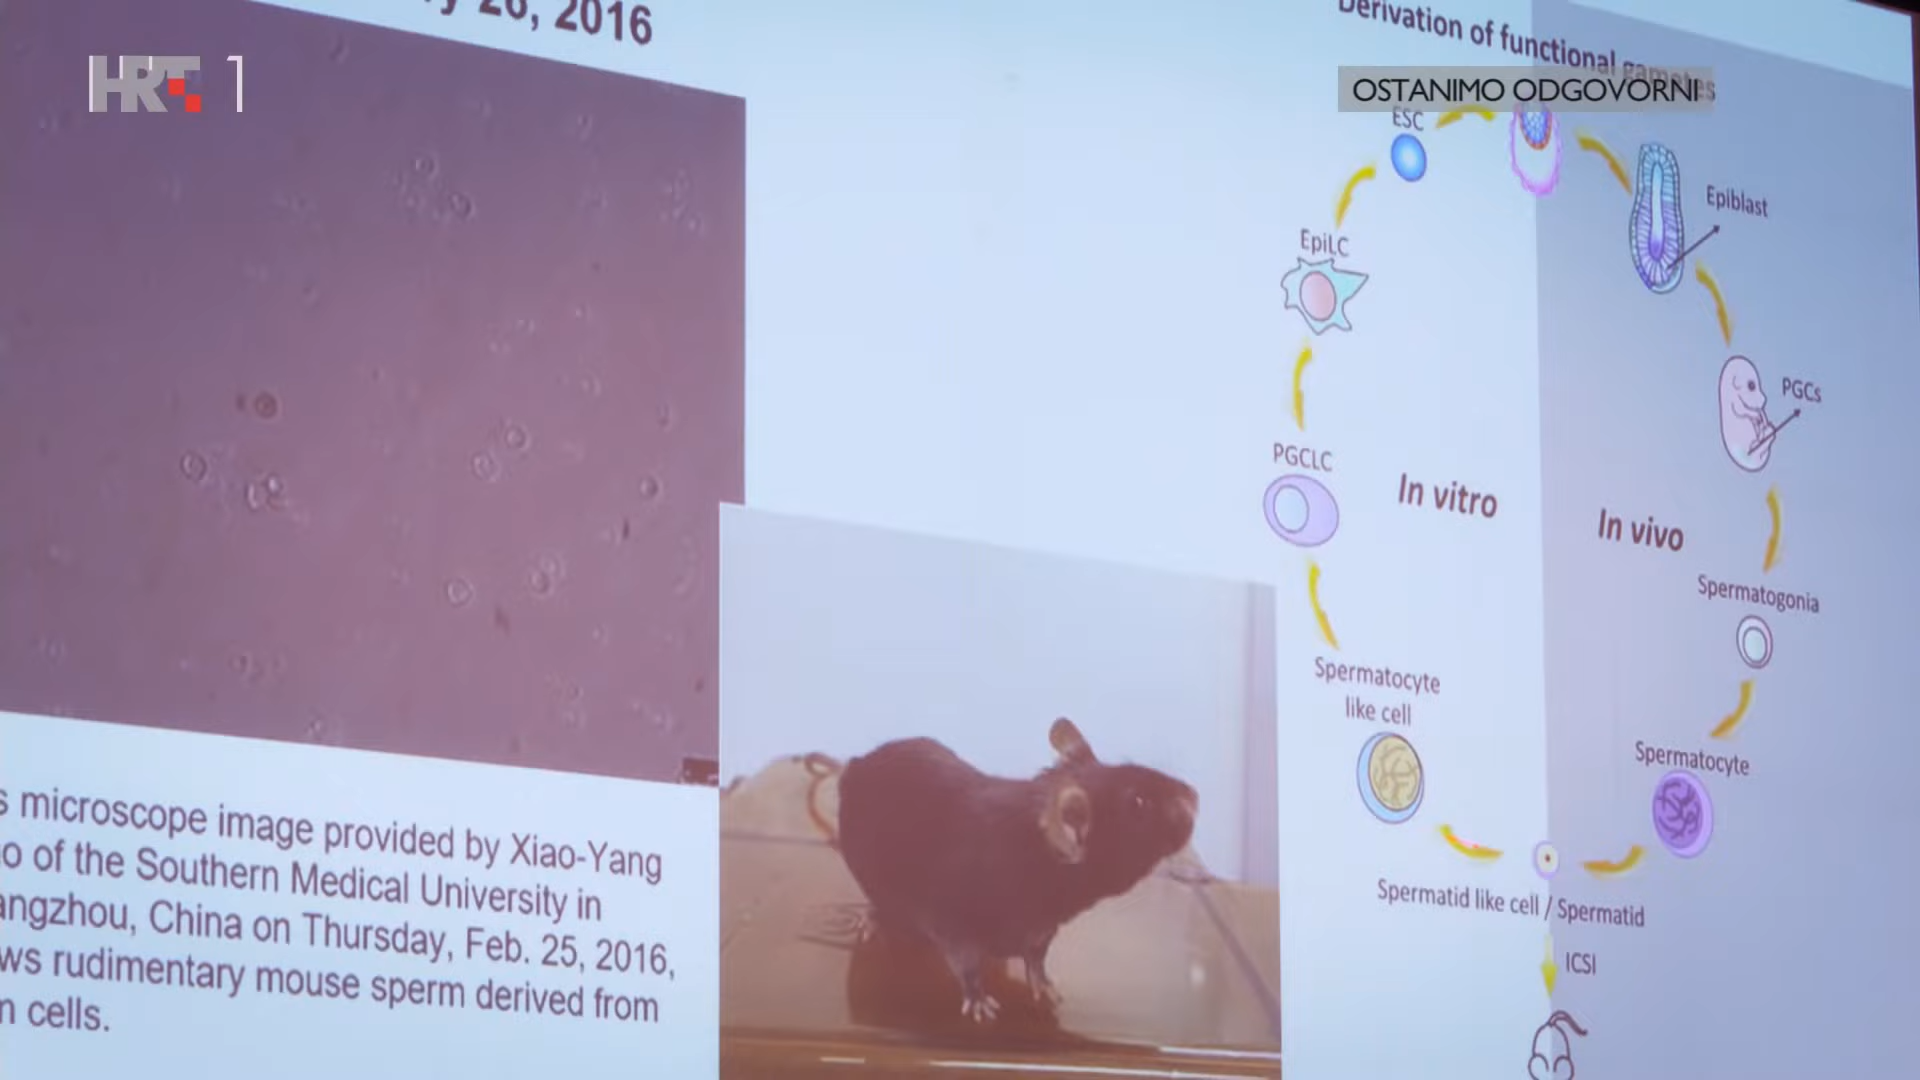 26, 2016
HRT 1
microscope image provided by Xiao-Yang
of the Southern Medical University in
China on Thursday, Feb. 25, 2016,
rudimentary mouse sperm derived from
cells.
Derivation of functional gametes
OSTANIMO ODGOVORNI
ESC
Epiblast
EpiLC
PGCs
PGCLC
In vitro
In vivo
Spermatogonia
Spermatocyte
like cell
Spermatocyte
Spermatid like cell / Spermatid
ICSI